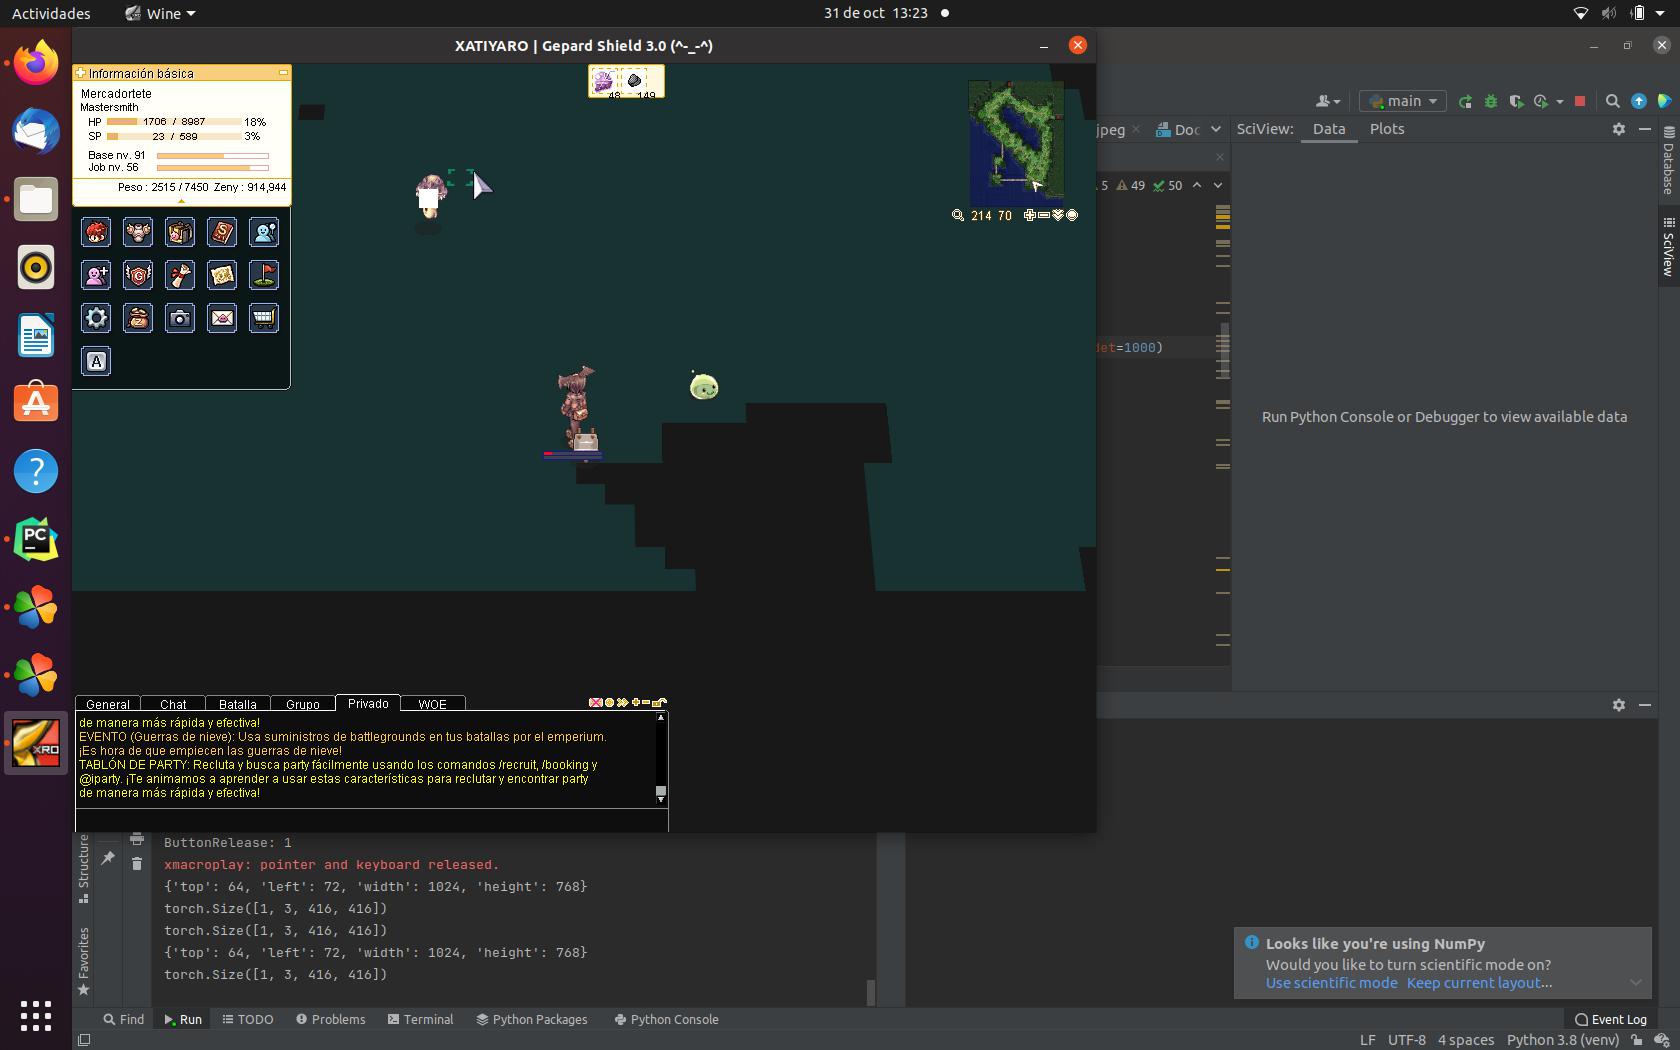 Actividades
Wine
31 de oct 13:23
XATIYARO | Gepard Shield 3.0 (^-_-^)
Información básica
Mercadortete
Mastersmith
HP 1706 / 8987 18%
SP 23 / 589 3%
Base nv. 91
Job nv. 56
Peso : 2515 / 7450 Zeny : 914,944
48 149
214 70
A
main
jpeg
Doc
SciView:
Data
Plots
5 49 50
Database
SciView
det=1000)
Run Python Console or Debugger to view available data
PC
XRO
General
Chat
Batalla
Grupo
Privado
WOE
de manera más rápida y efectiva!
EVENTO (Guerras de nieve): Usa suministros de battlegrounds en tus batallas por el emperium.
¡Es hora de que empiecen las guerras de nieve!
TABLÓN DE PARTY: Recluta y busca party fácilmente usando los comandos /recruit, /booking y
@iparty. ¡Te animamos a aprender a usar estas características para reclutar y encontrar party
de manera más rápida y efectiva!
Structure
Favorites
ButtonRelease: 1
xmacroplay: pointer and keyboard released.
{'top': 64, 'left': 72, 'width': 1024, 'height': 768}
torch.Size([1, 3, 416, 416])
torch.Size([1, 3, 416, 416])
{'top': 64, 'left': 72, 'width': 1024, 'height': 768}
torch.Size([1, 3, 416, 416])
Looks like you're using NumPy
Would you like to turn scientific mode on?
Use scientific mode Keep current layout...
Find
Run
TODO
Problems
Terminal
Python Packages
Python Console
Event Log
LF UTF-8 4 spaces Python 3.8 (venv)